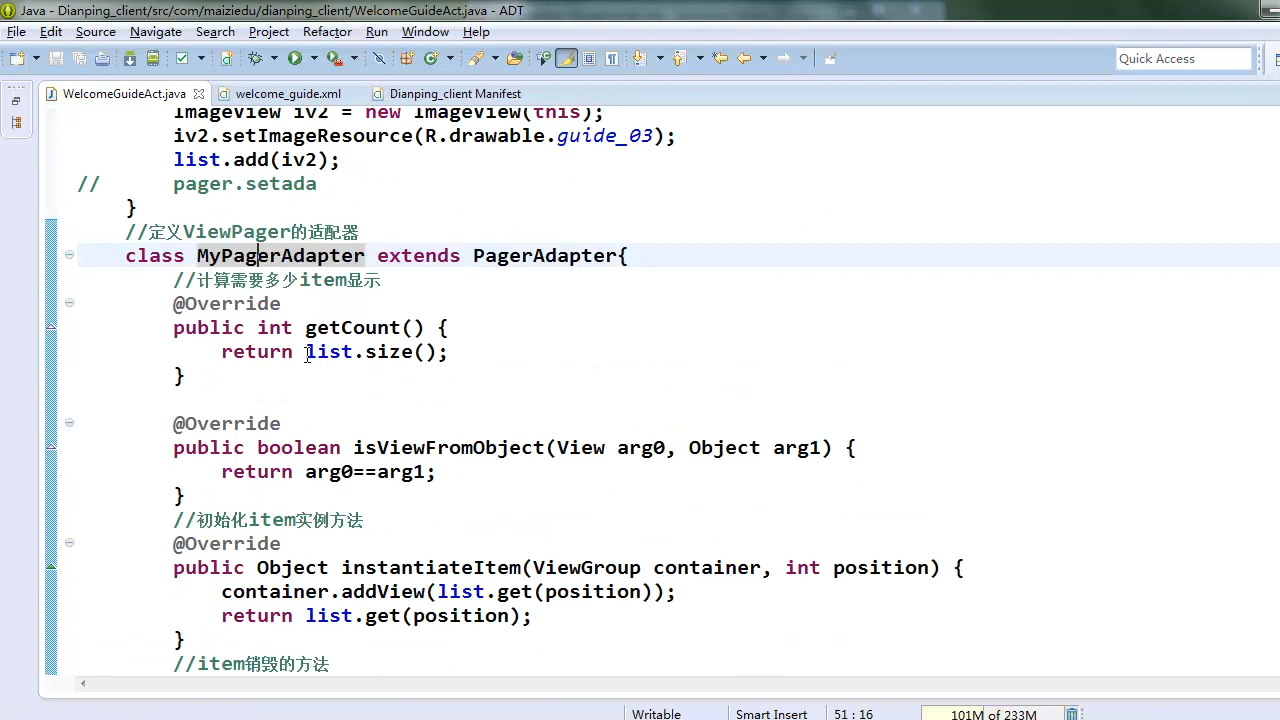 Java - Dianping_client/src/com/maiziedu/dianping_client/WelcomeGuideAct.java - ADT
File Edit Source Navigate Search Project Refactor Run Window Help
Quick Access
WelcomeGuideAct.java welcome_guide.xml Dianping_client Manifest
ImageView iv2 = new ImageView(this);
iv2.setImageResource(R.drawable.guide_03);
list.add(iv2);
// pager.setada
}
//定义ViewPager的适配器
class MyPagerAdapter extends PagerAdapter{
//计算需要多少item显示
@Override
public int getCount() {
return list.size();
}
@Override
public boolean isViewFromObject(View arg0, Object arg1) {
return arg0==arg1;
}
//初始化item实例方法
@Override
public Object instantiateItem(ViewGroup container, int position) {
container.addView(list.get(position));
return list.get(position);
}
//item销毁的方法
Writable Smart Insert 51 : 16 101M of 233M